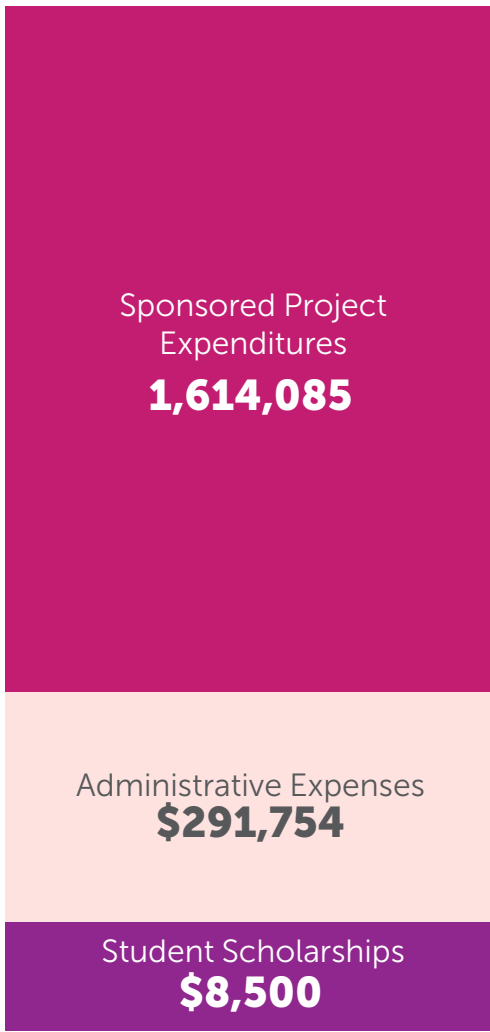 Sponsored Project
Expenditures
1,614,085
Administrative Expenses
$291,754
Student Scholarships
$8,500